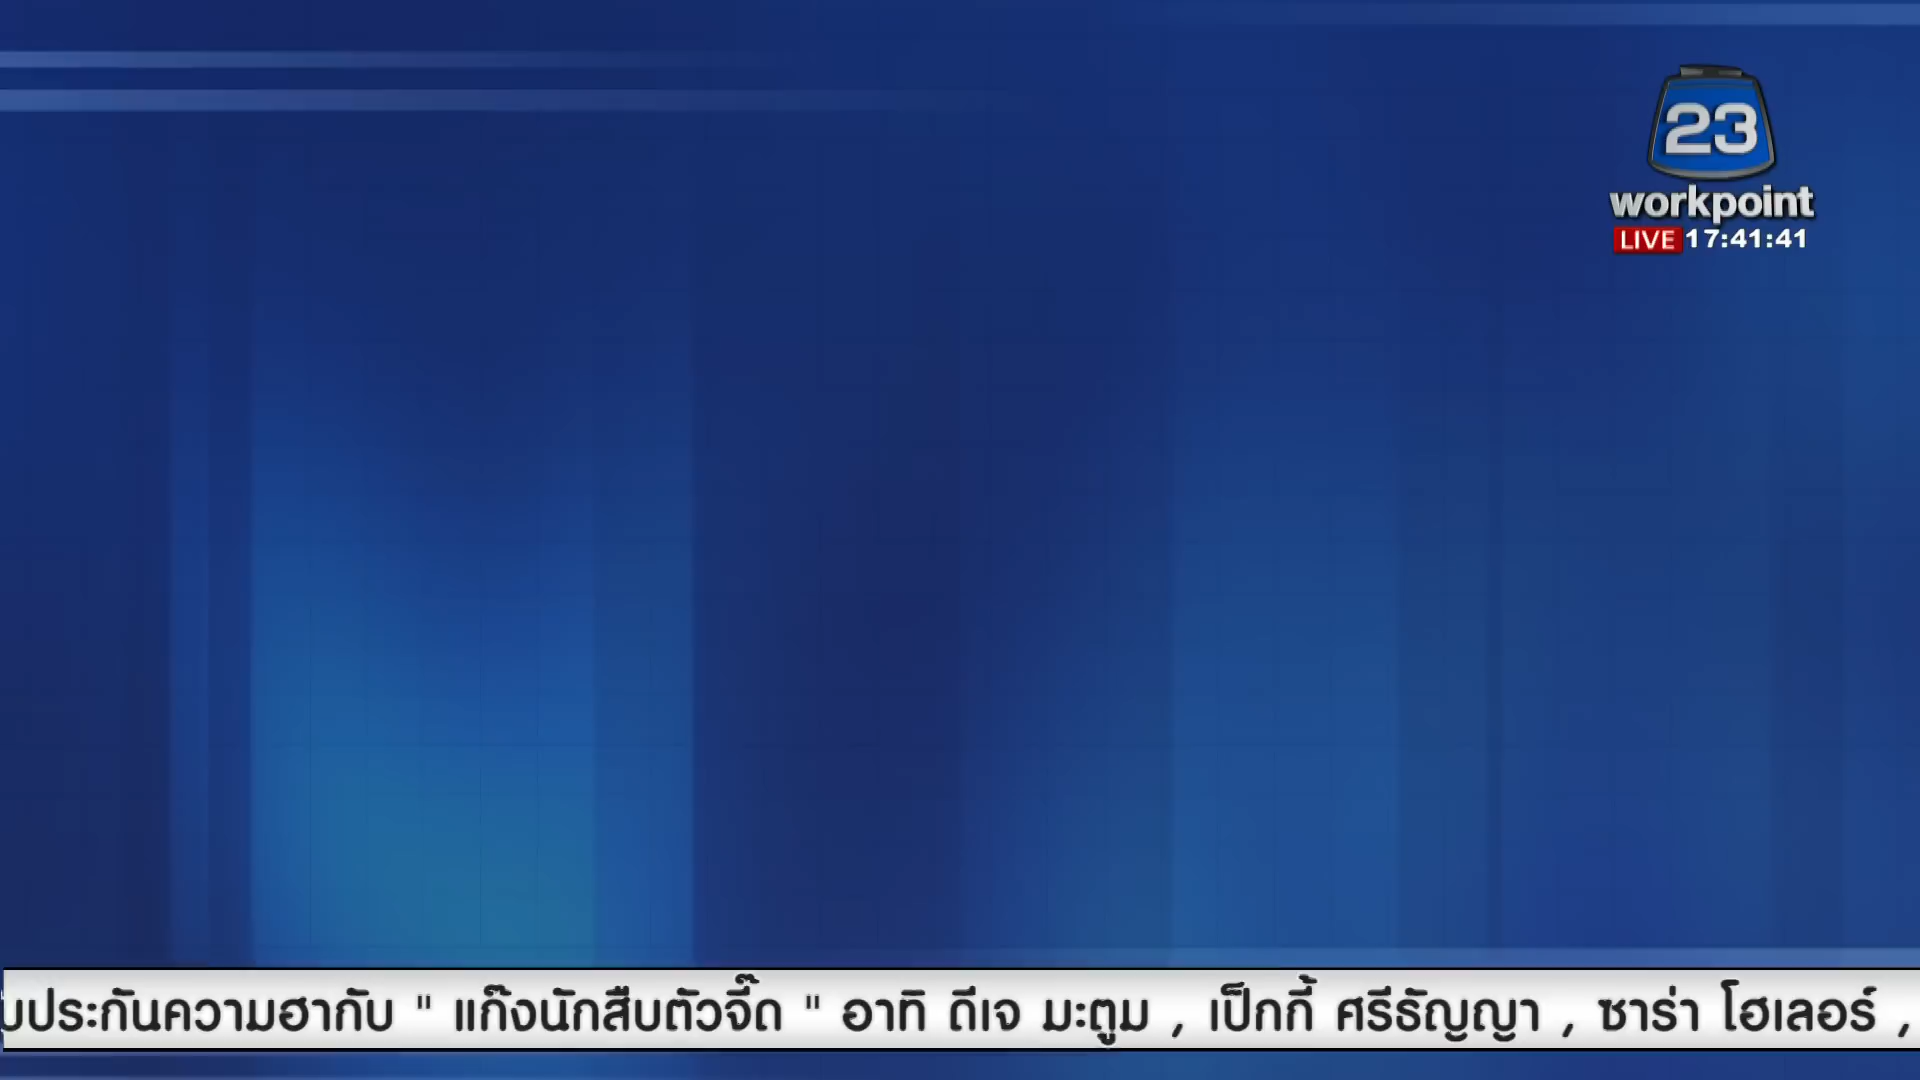 23
workpoint
LIVE 17:41:41
ประกันความฮากับ " แก๊งนักสืบตัวจี๊ด " อาทิ ดีเจ มะตูม , เป็กกี้ ศรีธัญญา , ซาร่า โฮเลอร์ ,